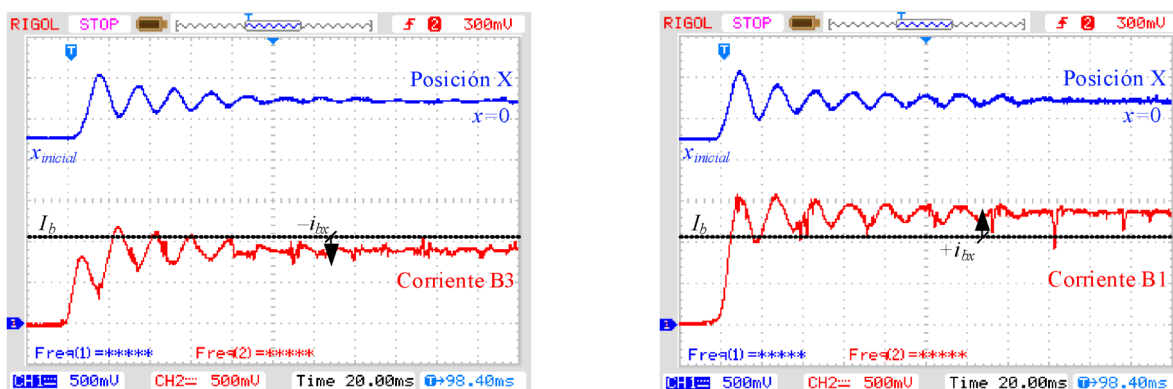 RIGOL STOP T f 2 300mV
T
Posición X
x=0
x_inicial
I_b
−i_bx
Corriente B3
1
Freq(1)=***** Freq(2)=*****
CH1 500mV CH2 500mV Time 20.00ms T→98.40ms
RIGOL STOP T f 2 300mV
T
Posición X
x=0
x_inicial
I_b
+i_bx
Corriente B1
1
Freq(1)=***** Freq(2)=*****
CH1 500mV CH2 500mV Time 20.00ms T→98.40ms